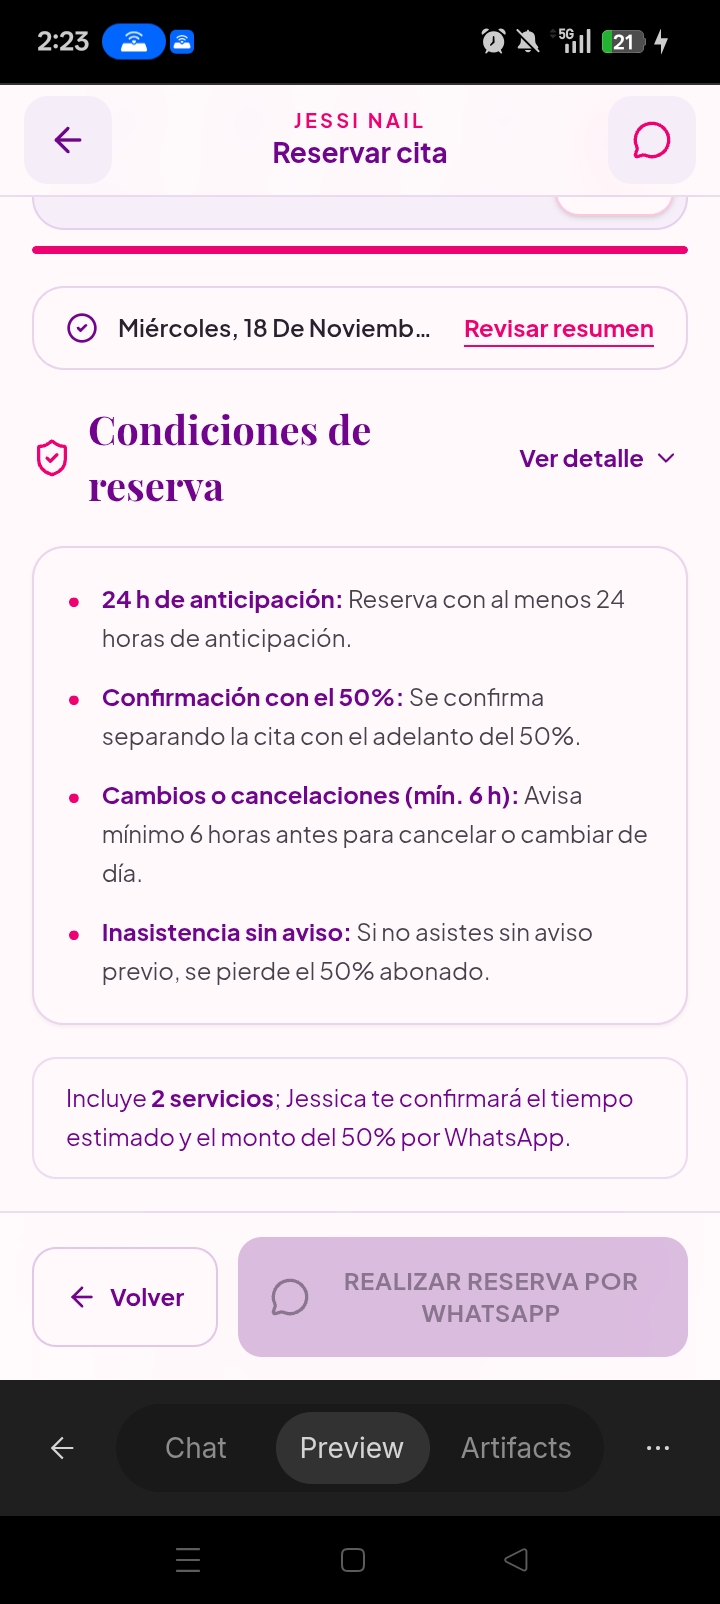 2:23
5G
21
JESSI NAIL
Reservar cita
Miércoles, 18 De Noviemb...
Revisar resumen
Condiciones de
reserva
Ver detalle
24 h de anticipación: Reserva con al menos 24
horas de anticipación.
Confirmación con el 50%: Se confirma
separando la cita con el adelanto del 50%.
Cambios o cancelaciones (mín. 6 h): Avisa
mínimo 6 horas antes para cancelar o cambiar de
día.
Inasistencia sin aviso: Si no asistes sin aviso
previo, se pierde el 50% abonado.
Incluye 2 servicios; Jessica te confirmará el tiempo
estimado y el monto del 50% por WhatsApp.
Volver
REALIZAR RESERVA POR
WHATSAPP
Chat
Preview
Artifacts